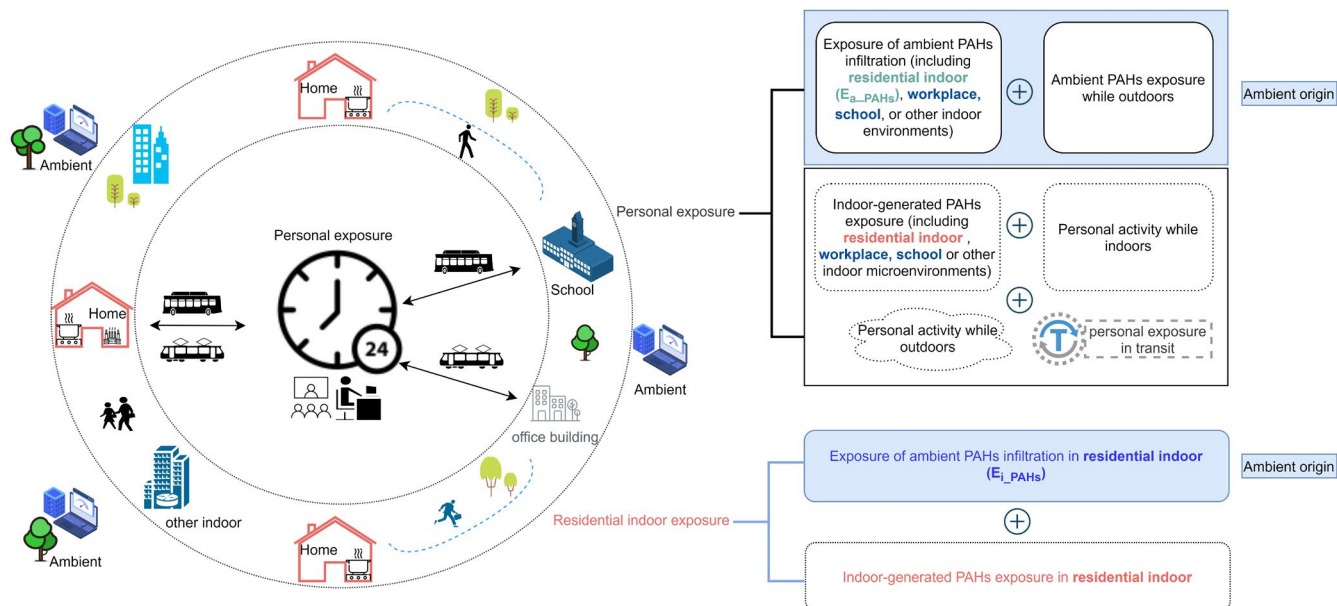 Home
Ambient
Personal exposure
School
Home
24
Ambient
office building
other indoor
Ambient
Home
Personal exposure
Exposure of ambient PAHs
infiltration (including
residential indoor
(Ea_PAHs), workplace,
school, or other indoor
environments)
Ambient PAHs exposure
while outdoors
Ambient origin
Indoor-generated PAHs
exposure (including
residential indoor ,
workplace, school or other
indoor microenvironments)
Personal activity while
indoors
Personal activity while
outdoors
T
personal exposure
in transit
Residential indoor exposure
Exposure of ambient PAHs infiltration in residential indoor
(Ei_PAHs)
Ambient origin
Indoor-generated PAHs exposure in residential indoor